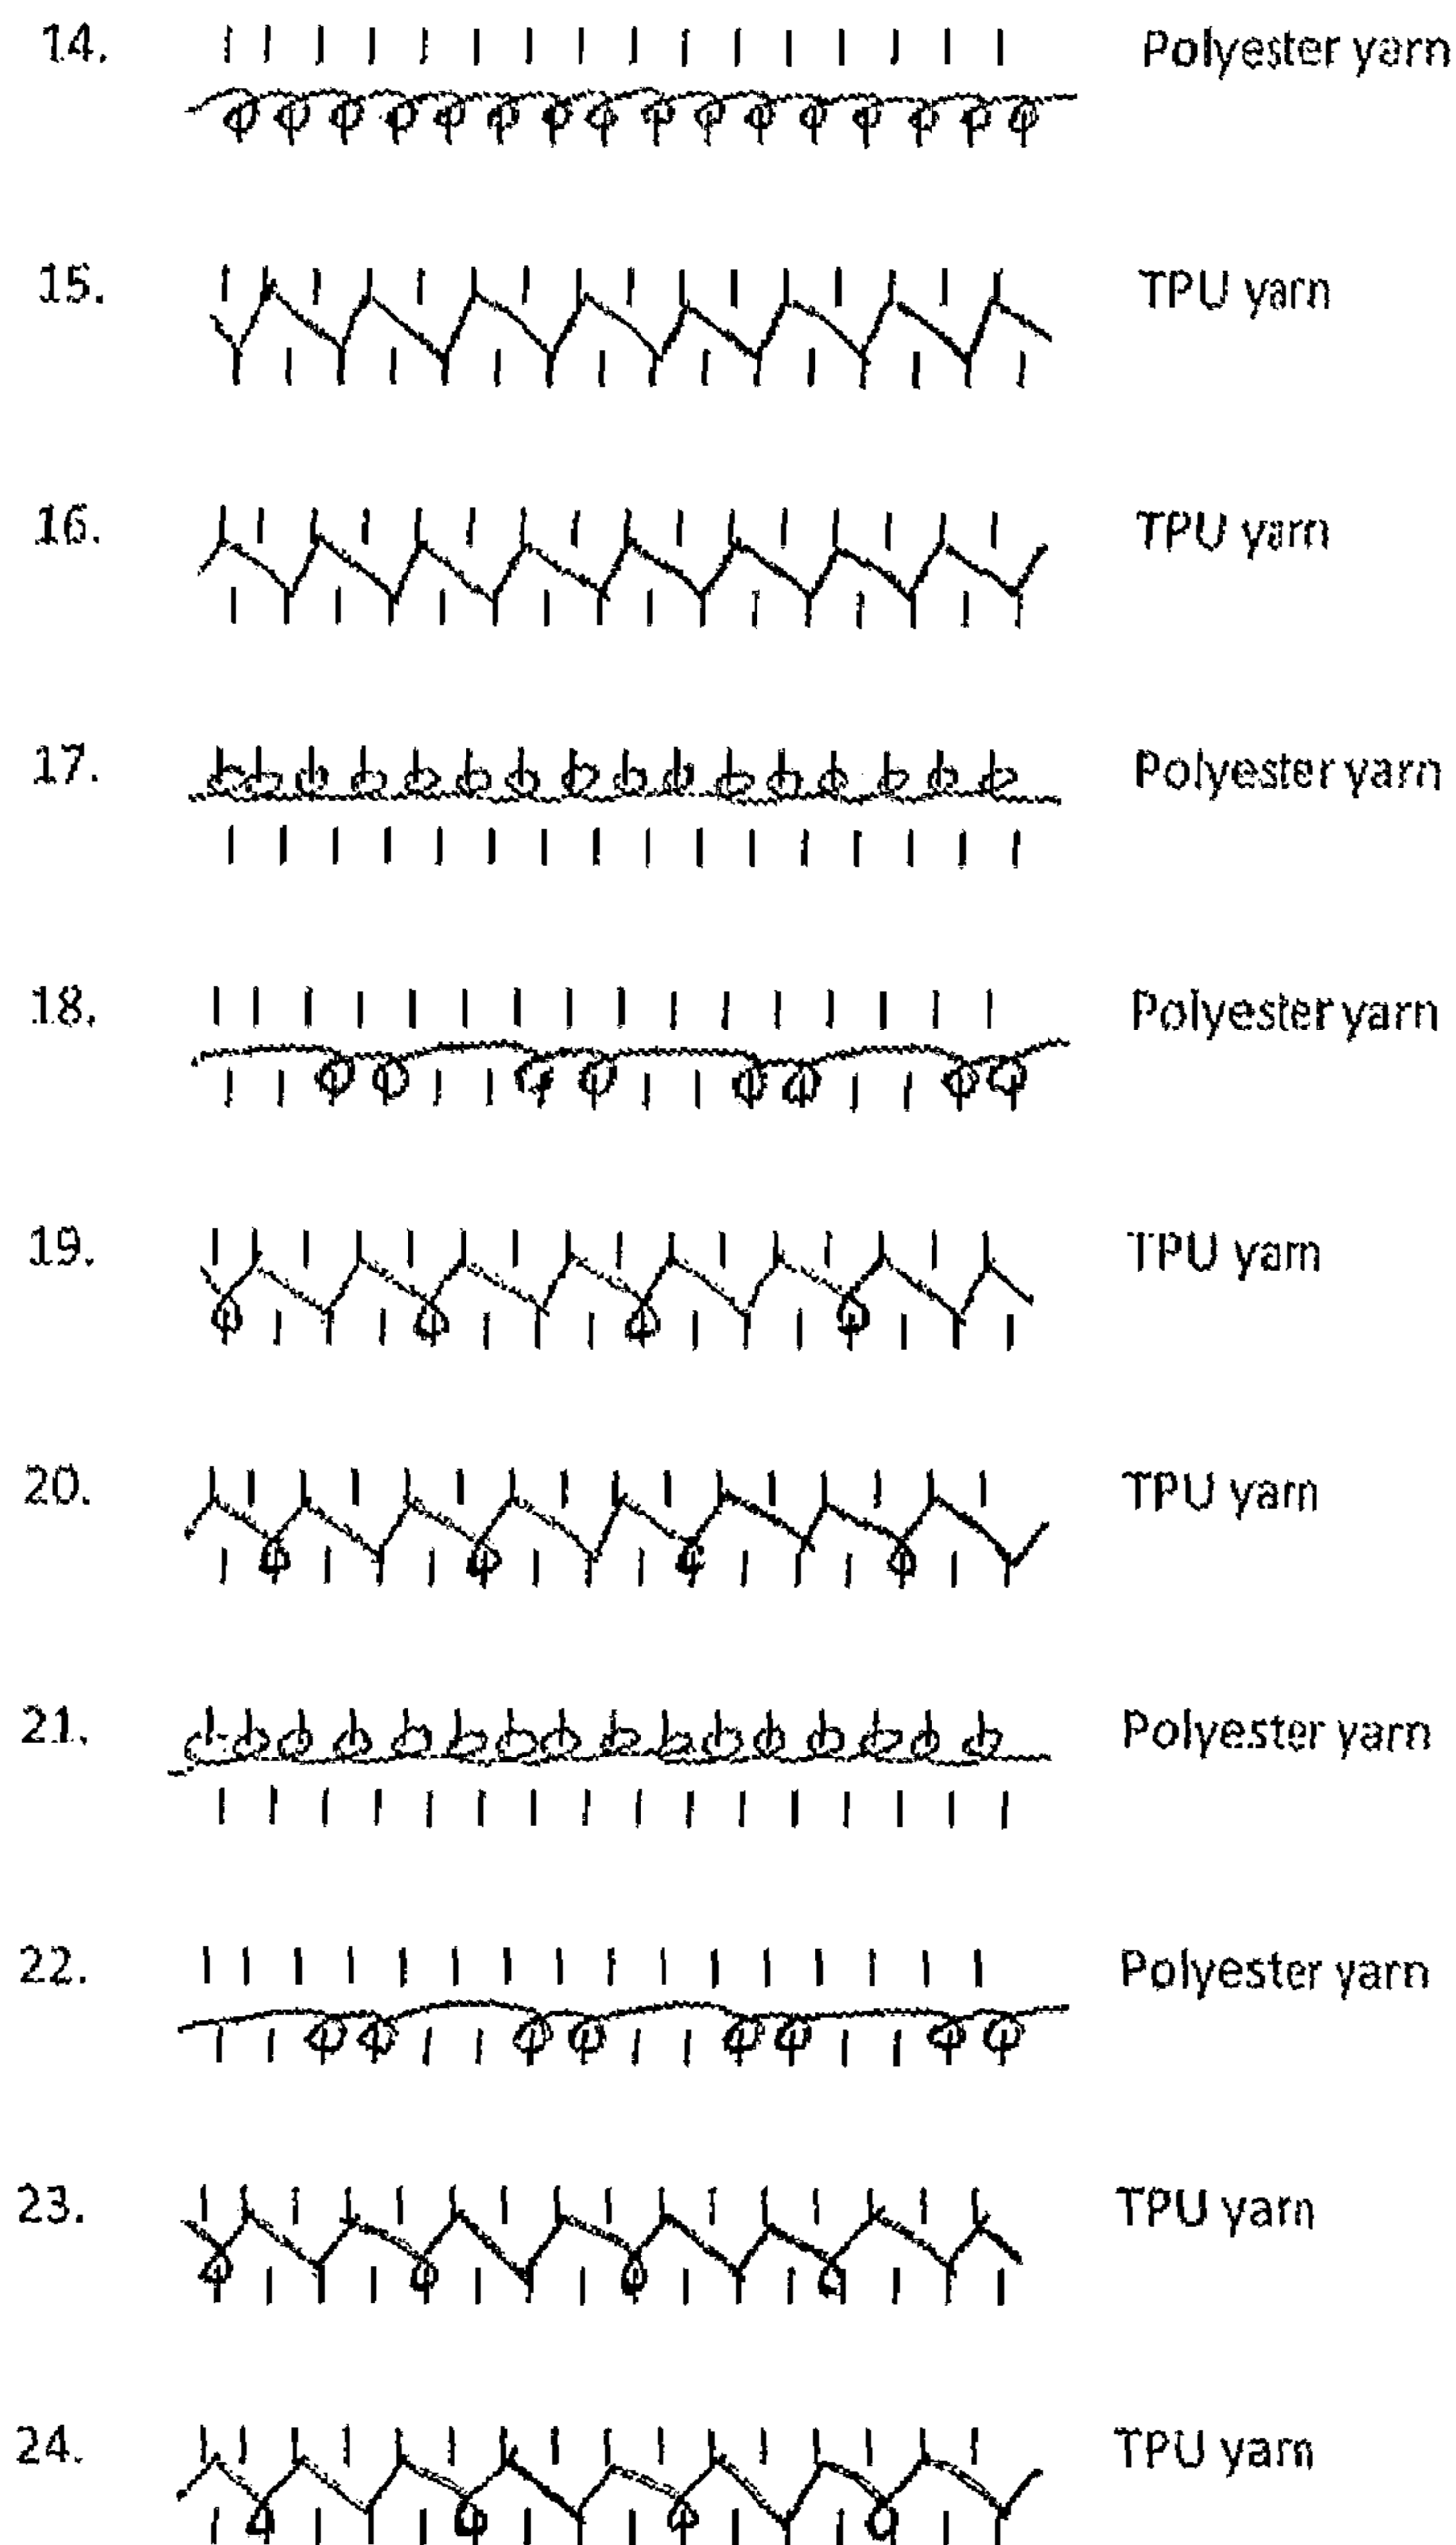 14. Polyester yarn
15. TPU yarn
16. TPU yarn
17. Polyester yarn
18. Polyester yarn
19. TPU yarn
20. TPU yarn
21. Polyester yarn
22. Polyester yarn
23. TPU yarn
24. TPU yarn